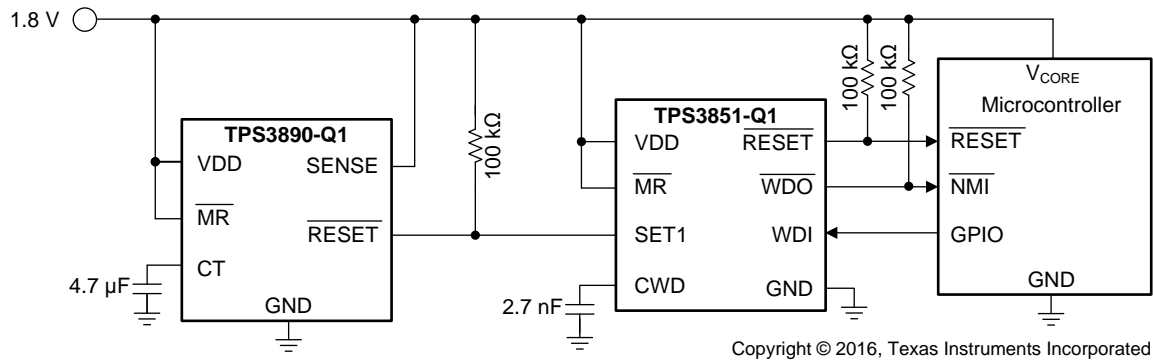 1.8 V
TPS3890-Q1
VDD
SENSE
MR
RESET
CT
GND
4.7 µF
100 kΩ
TPS3851-Q1
VDD
RESET
MR
WDO
SET1
WDI
CWD
GND
2.7 nF
100 kΩ
100 kΩ
VCORE
Microcontroller
RESET
NMI
GPIO
GND
Copyright © 2016, Texas Instruments Incorporated